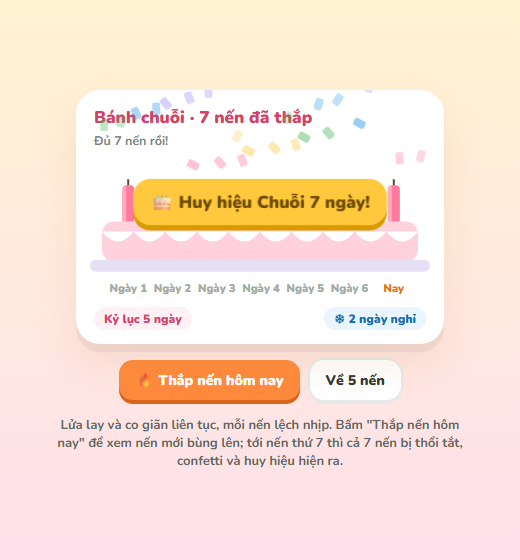 Bánh chuỗi · 7 nến đã thắp
Đủ 7 nến rồi!
🎂 Huy hiệu Chuỗi 7 ngày!
Ngày 1 Ngày 2 Ngày 3 Ngày 4 Ngày 5 Ngày 6 Nay
Kỷ lục 5 ngày
❄ 2 ngày nghỉ
🔥 Thắp nến hôm nay
Về 5 nến
Lửa lay và co giãn liên tục, mỗi nến lệch nhịp. Bấm "Thắp nến hôm
nay" để xem nến mới bùng lên; tới nến thứ 7 thì cả 7 nến bị thổi tắt,
confetti và huy hiệu hiện ra.